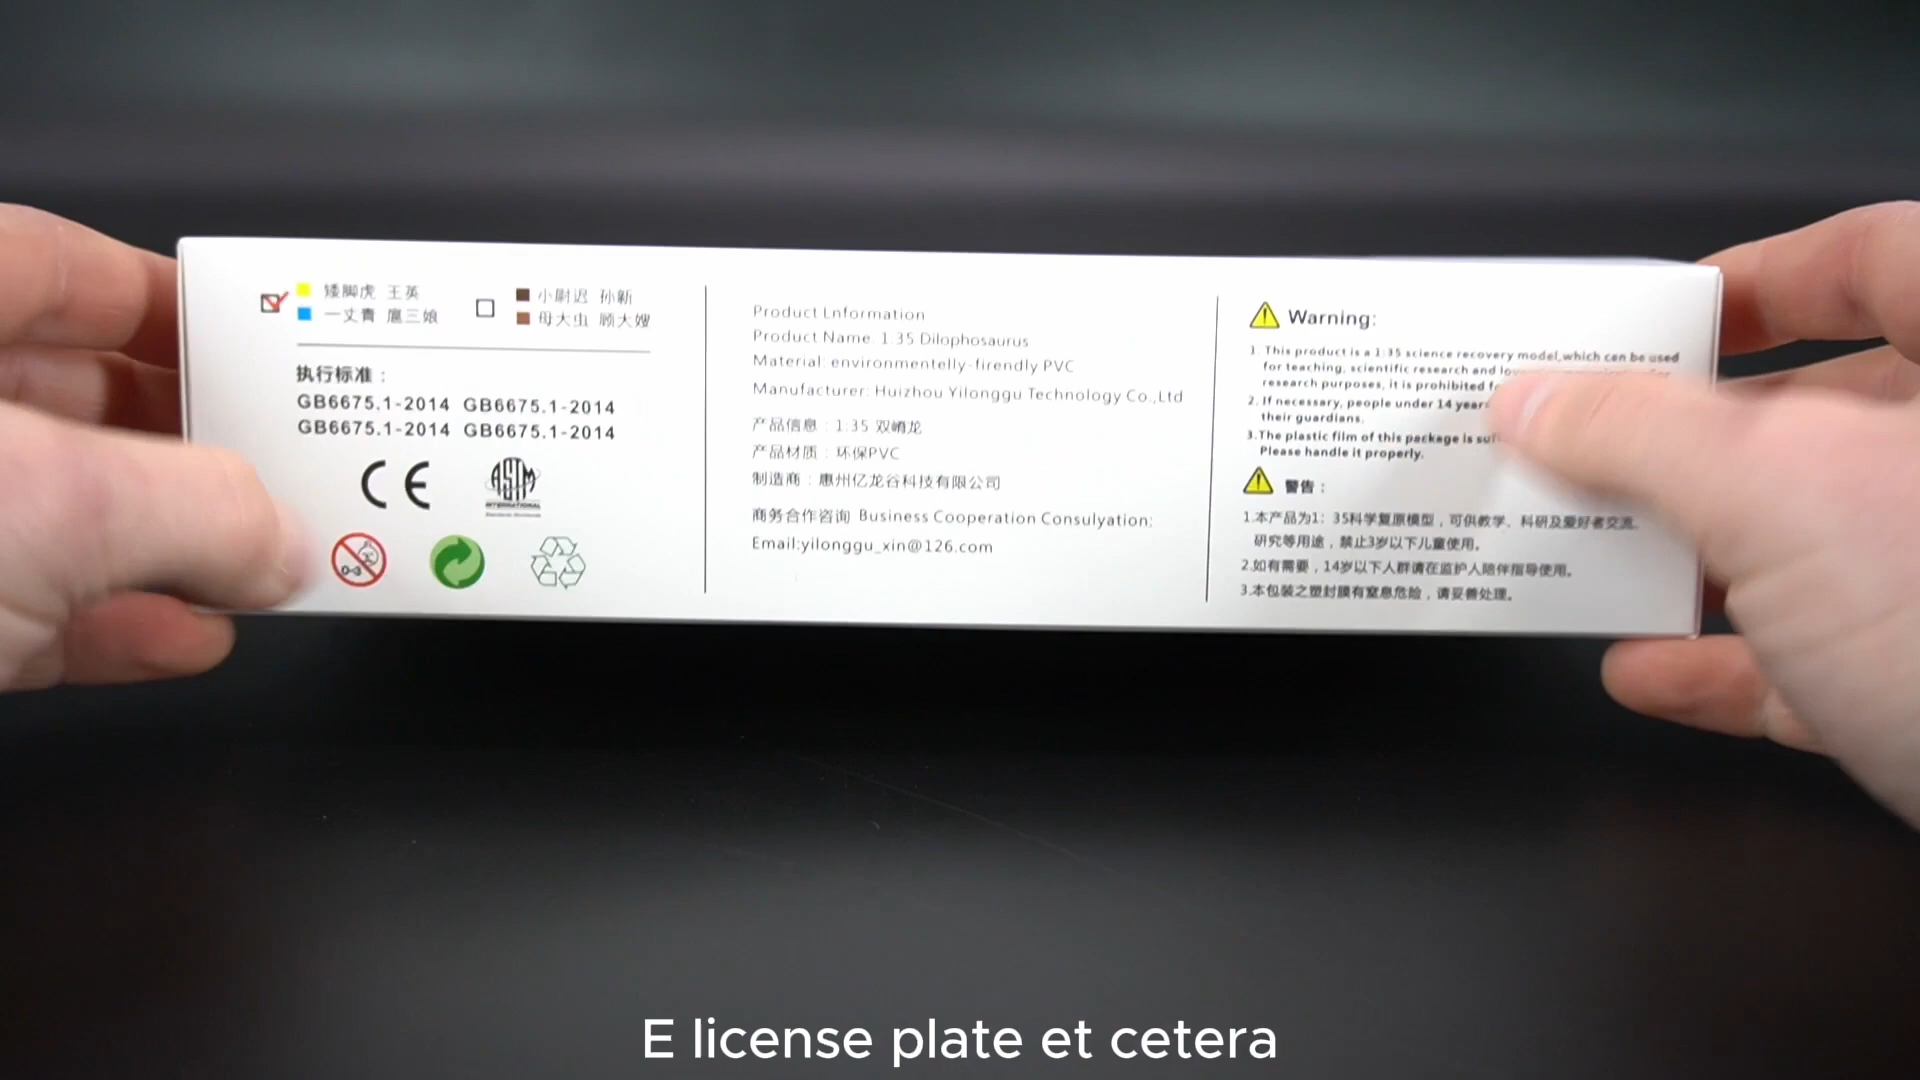 矮脚虎 王英
一丈青 扈三娘
小尉迟 孙新
母大虫 顾大嫂
执行标准：
GB6675.1-2014 GB6675.1-2014
GB6675.1-2014 GB6675.1-2014
CE
ASTM
INTERNATIONAL
0-3
Product Lnformation
Product Name: 1:35 Dilophosaurus
Material: environmentelly-firendly PVC
Manufacturer: Huizhou Yilonggu Technology Co.,Ltd
产品信息：1:35 双嵴龙
产品材质：环保PVC
制造商：惠州亿龙谷科技有限公司
商务合作咨询 Business Cooperation Consulyation:
Email:yilonggu_xin@126.com
Warning:
1. This product is a 1:35 science recovery model,which can be used
for teaching, scientific research and
research purposes, it is prohibited
2. If necessary, people under 14
their guardians.
3.The plastic film of this package is
Please handle it properly.
警告：
1.本产品为1：35科学复原模型，可供教学、科研及爱好者交流、
研究等用途，禁止3岁以下儿童使用。
2.如有需要，14岁以下人群请在监护人陪伴指导使用。
3.本包装之塑封膜有窒息危险，请妥善处理。
E license plate et cetera